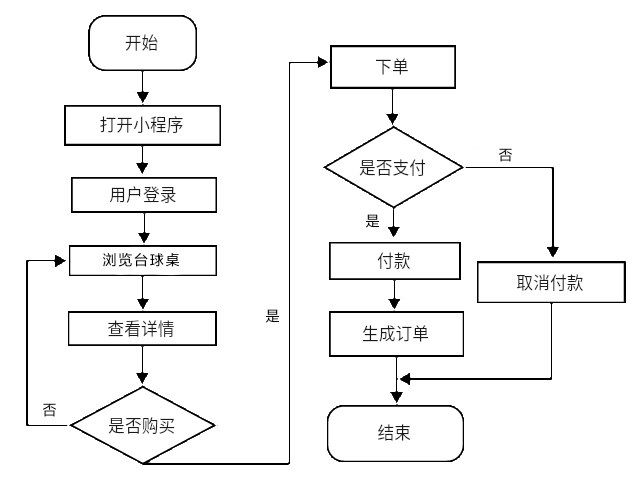 开始
打开小程序
用户登录
浏览台球桌
查看详情
是否购买
否
是
下单
是否支付
否
是
付款
取消付款
生成订单
结束